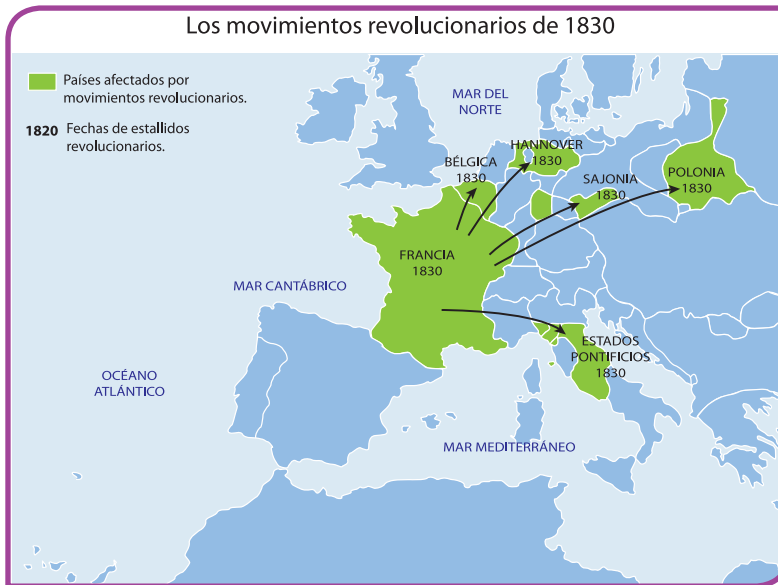 Los movimientos revolucionarios de 1830
Países afectados por
movimientos revolucionarios.
1820 Fechas de estallidos
revolucionarios.
MAR DEL
NORTE
HANNOVER
1830
BÉLGICA
1830
SAJONIA
1830
POLONIA
1830
FRANCIA
1830
MAR CANTÁBRICO
ESTADOS
PONTIFICIOS
1830
OCÉANO
ATLÁNTICO
MAR MEDITERRÁNEO